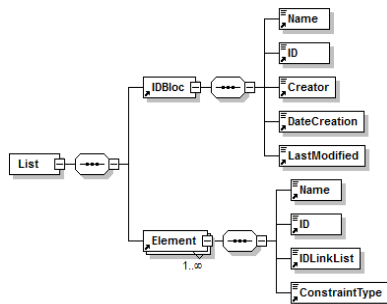 List
IDBloc
Name
ID
Creator
DateCreation
LastModified
Element
1..∞
Name
ID
IDLinkList
ConstraintType